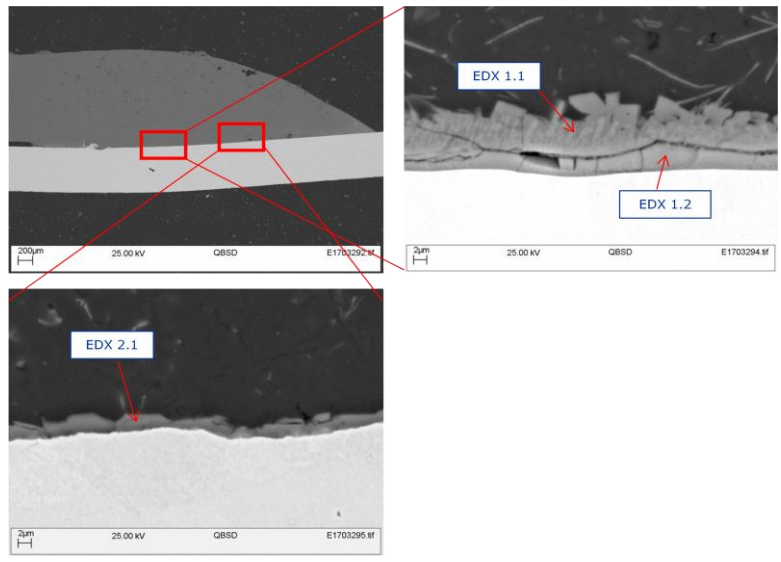 200µm
25.00 kV
QBSD
E1703292.tif
EDX 1.1
EDX 1.2
2µm
25.00 kV
QBSD
E1703294.tif
EDX 2.1
2µm
25.00 kV
QBSD
E1703295.tif